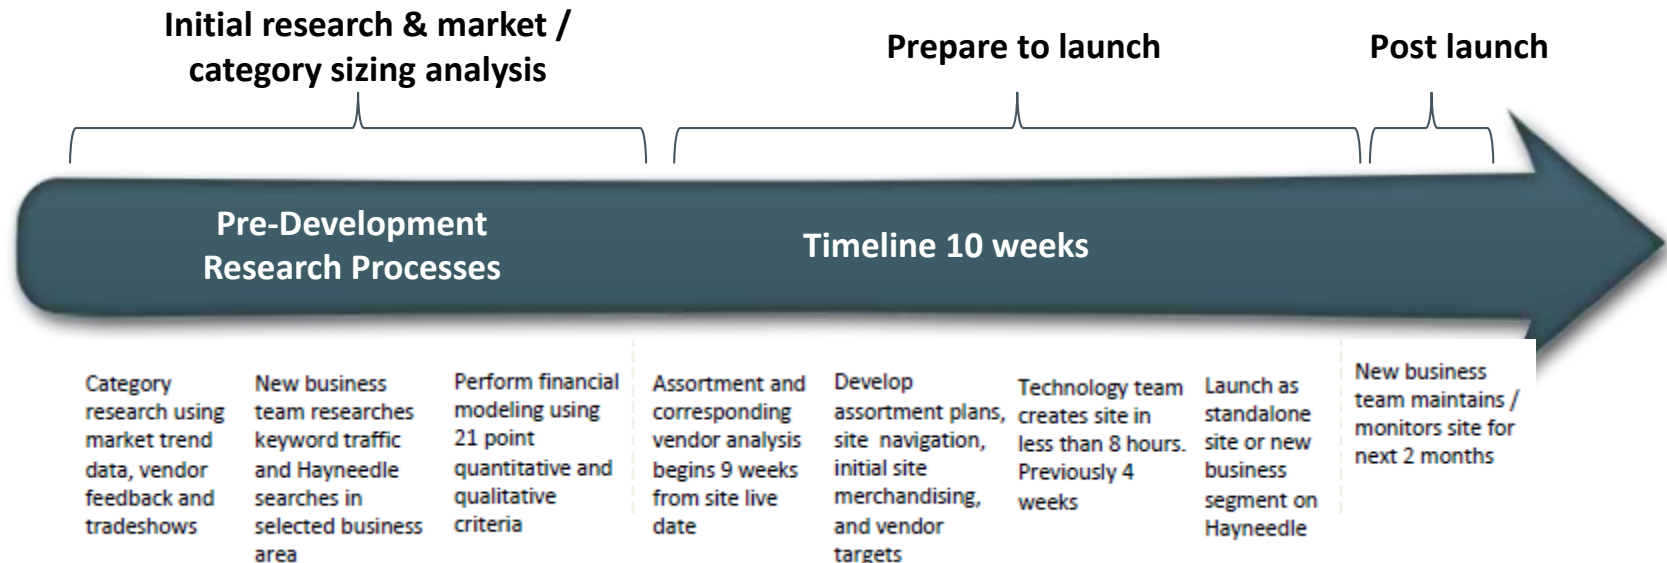 Initial research & market /
category sizing analysis
Prepare to launch
Post launch
Pre-Development
Research Processes
Timeline 10 weeks
Category
research using
market trend
data, vendor
feedback and
tradeshows
New business
team researches
keyword traffic
and Hayneedle
searches in
selected business
area
Perform financial
modeling using
21 point
quantitative and
qualitative
criteria
Assortment and
corresponding
vendor analysis
begins 9 weeks
from site live
date
Develop
assortment plans,
site navigation,
initial site
merchandising,
and vendor
targets
Technology team
creates site in
less than 8 hours.
Previously 4
weeks
Launch as
standalone
site or new
business
segment on
Hayneedle
New business
team maintains /
monitors site for
next 2 months